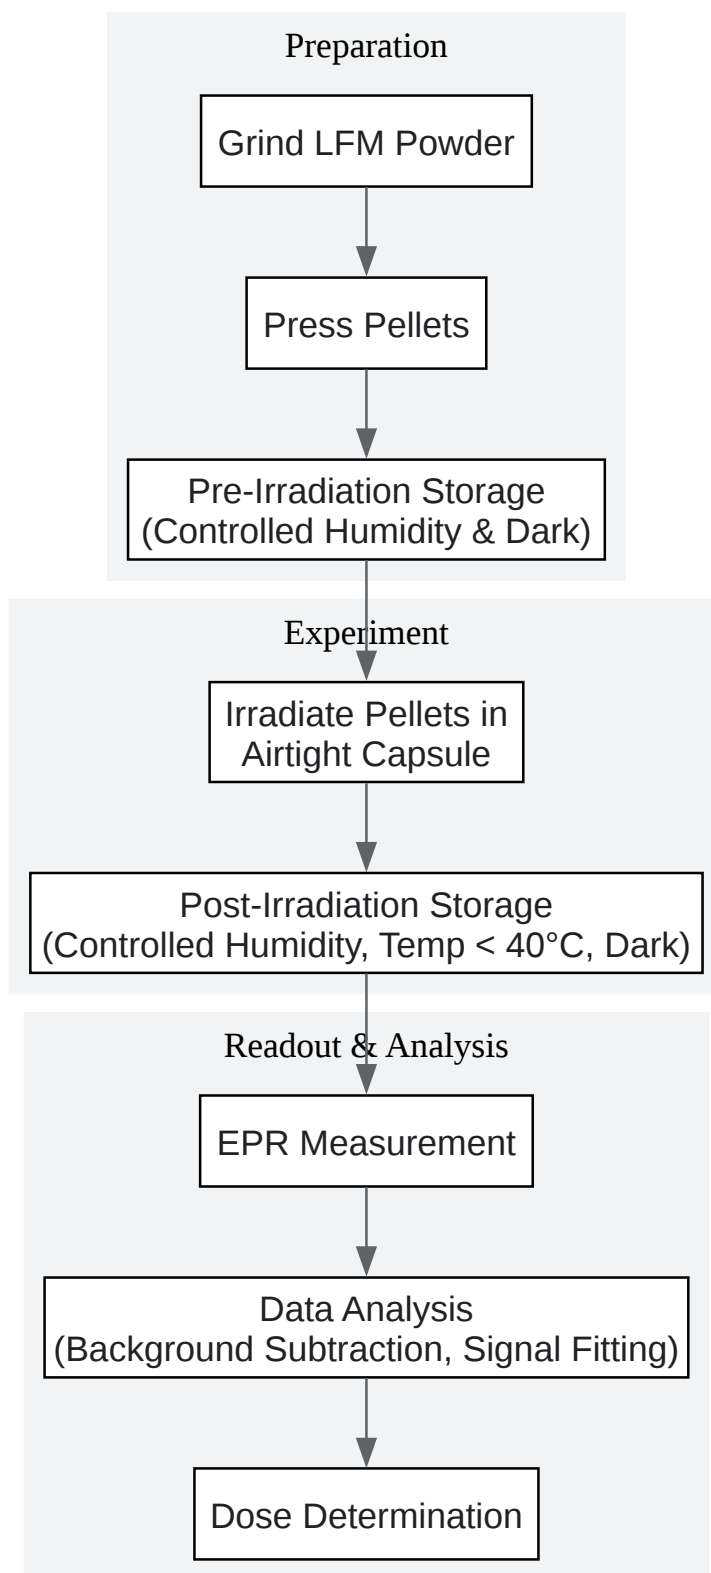 Preparation
Grind LFM Powder
Press Pellets
Pre-Irradiation Storage
(Controlled Humidity & Dark)
Experiment
Irradiate Pellets in
Airtight Capsule
Post-Irradiation Storage
(Controlled Humidity, Temp < 40°C, Dark)
Readout & Analysis
EPR Measurement
Data Analysis
(Background Subtraction, Signal Fitting)
Dose Determination